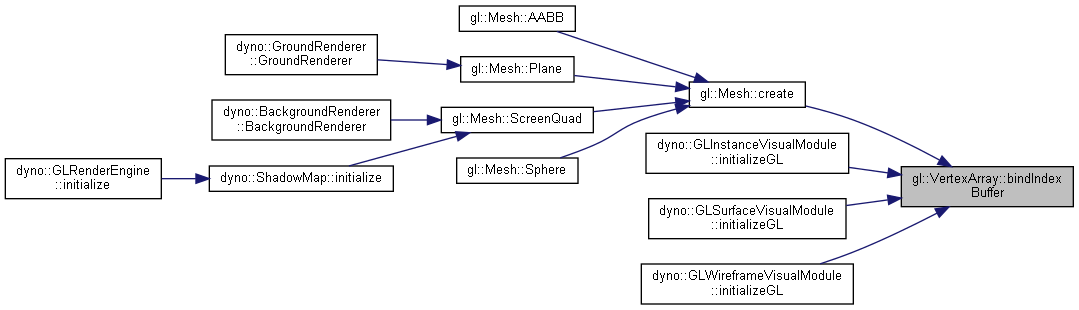 gl::Mesh::AABB
dyno::GroundRenderer
::GroundRenderer
gl::Mesh::Plane
gl::Mesh::create
dyno::BackgroundRenderer
::BackgroundRenderer
gl::Mesh::ScreenQuad
dyno::GLInstanceVisualModule
::initializeGL
dyno::GLRenderEngine
::initialize
dyno::ShadowMap::initialize
gl::Mesh::Sphere
gl::VertexArray::bindIndex
Buffer
dyno::GLSurfaceVisualModule
::initializeGL
dyno::GLWireframeVisualModule
::initializeGL